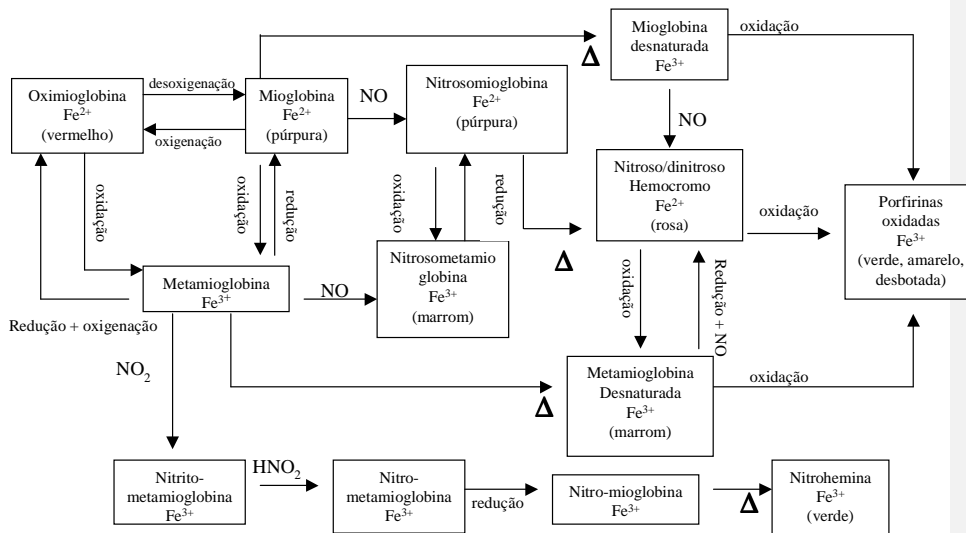 Mioglobina
desnaturada
Fe3+
oxidação
Δ
desoxigenação
Oximioglobina
Fe2+
(vermelho)
Mioglobina
Fe2+
(púrpura)
NO
Nitrosomioglobina
Fe2+
(púrpura)
oxigenação
NO
oxidação
oxidação
redução
oxidação
redução
Nitroso/dinitroso
Hemocromo
Fe2+
(rosa)
oxidação
Porfirinas
oxidadas
Fe3+
(verde, amarelo,
desbotada)
Δ
Metamioglobina
Fe3+
NO
Nitrosometamio
globina
Fe3+
(marrom)
oxidação
Redução + NO
Redução + oxigenação
NO2
Δ
Metamioglobina
Desnaturada
Fe3+
(marrom)
oxidação
Nitrito-
metamioglobina
Fe3+
HNO2
Nitro-
metamioglobina
Fe3+
redução
Nitro-mioglobina
Fe3+
Δ
Nitrohemina
Fe3+
(verde)